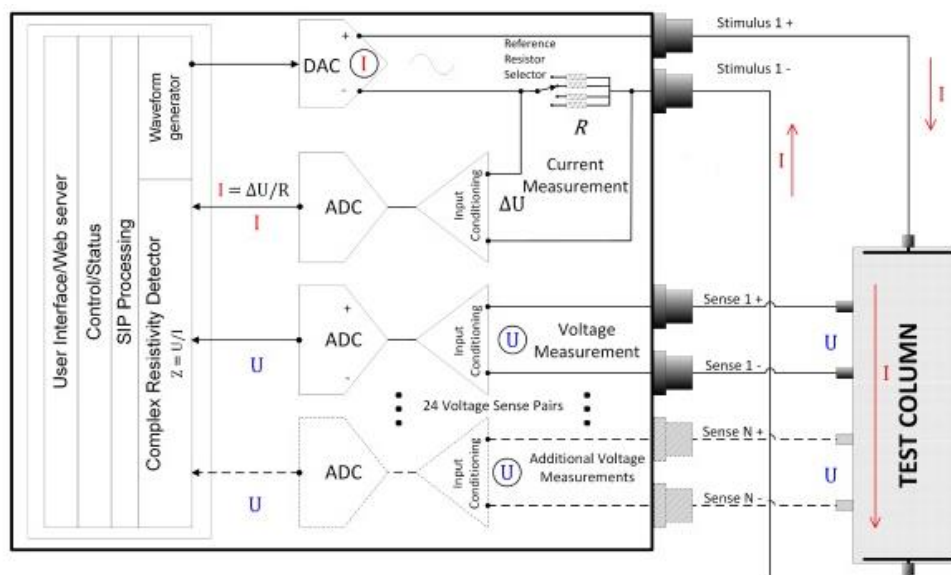 User Interface/Web server
Control/Status
SIP Processing
Waveform
generator
Complex Resistivity Detector
Z = U/I
DAC
+
-
I
Reference
Resistor
Selector
R
Stimulus 1 +
Stimulus 1 -
I
I
I = ΔU/R
I
ADC
Input
Conditioning
ΔU
Current
Measurement
U
+
ADC
-
Input
Conditioning
U
Voltage
Measurement
Sense 1 +
Sense 1 -
U
24 Voltage Sense Pairs
U
ADC
Input
Conditioning
U
Additional Voltage
Measurements
Sense N +
Sense N -
U
I
TEST COLUMN